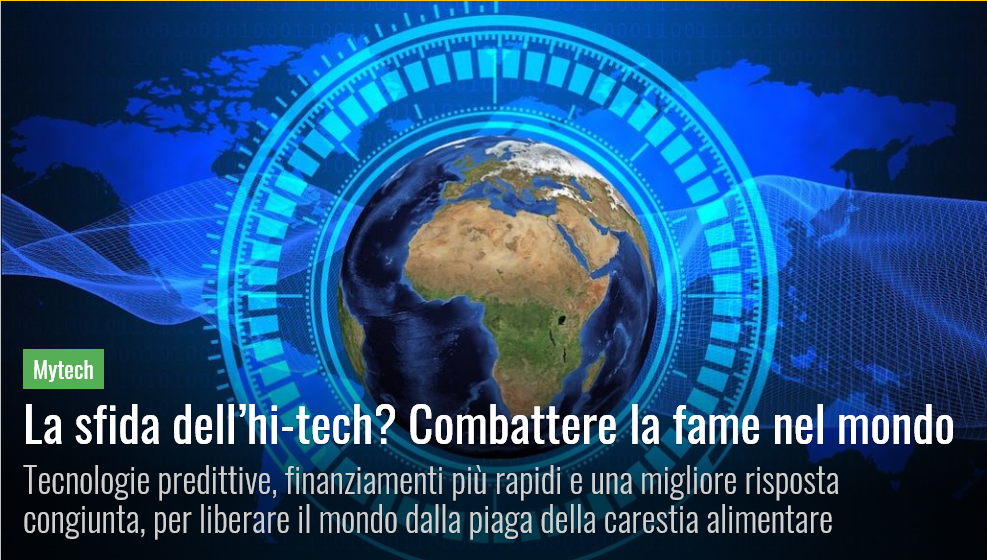 Mytech
La sfida dell’hi-tech? Combattere la fame nel mondo
Tecnologie predittive, finanziamenti più rapidi e una migliore risposta
congiunta, per liberare il mondo dalla piaga della carestia alimentare